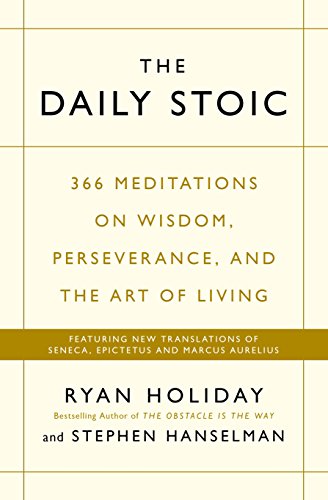 THE
DAILY STOIC
366 MEDITATIONS
ON WISDOM,
PERSEVERANCE, AND
THE ART OF LIVING
FEATURING NEW TRANSLATIONS OF
SENECA, EPICTETUS AND MARCUS AURELIUS
RYAN HOLIDAY
Bestselling Author of THE OBSTACLE IS THE WAY
and STEPHEN HANSELMAN